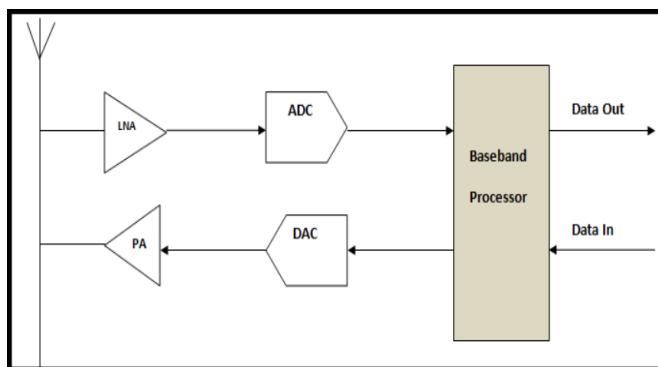 LNA
ADC
Data Out
Baseband
Processor
PA
DAC
Data In